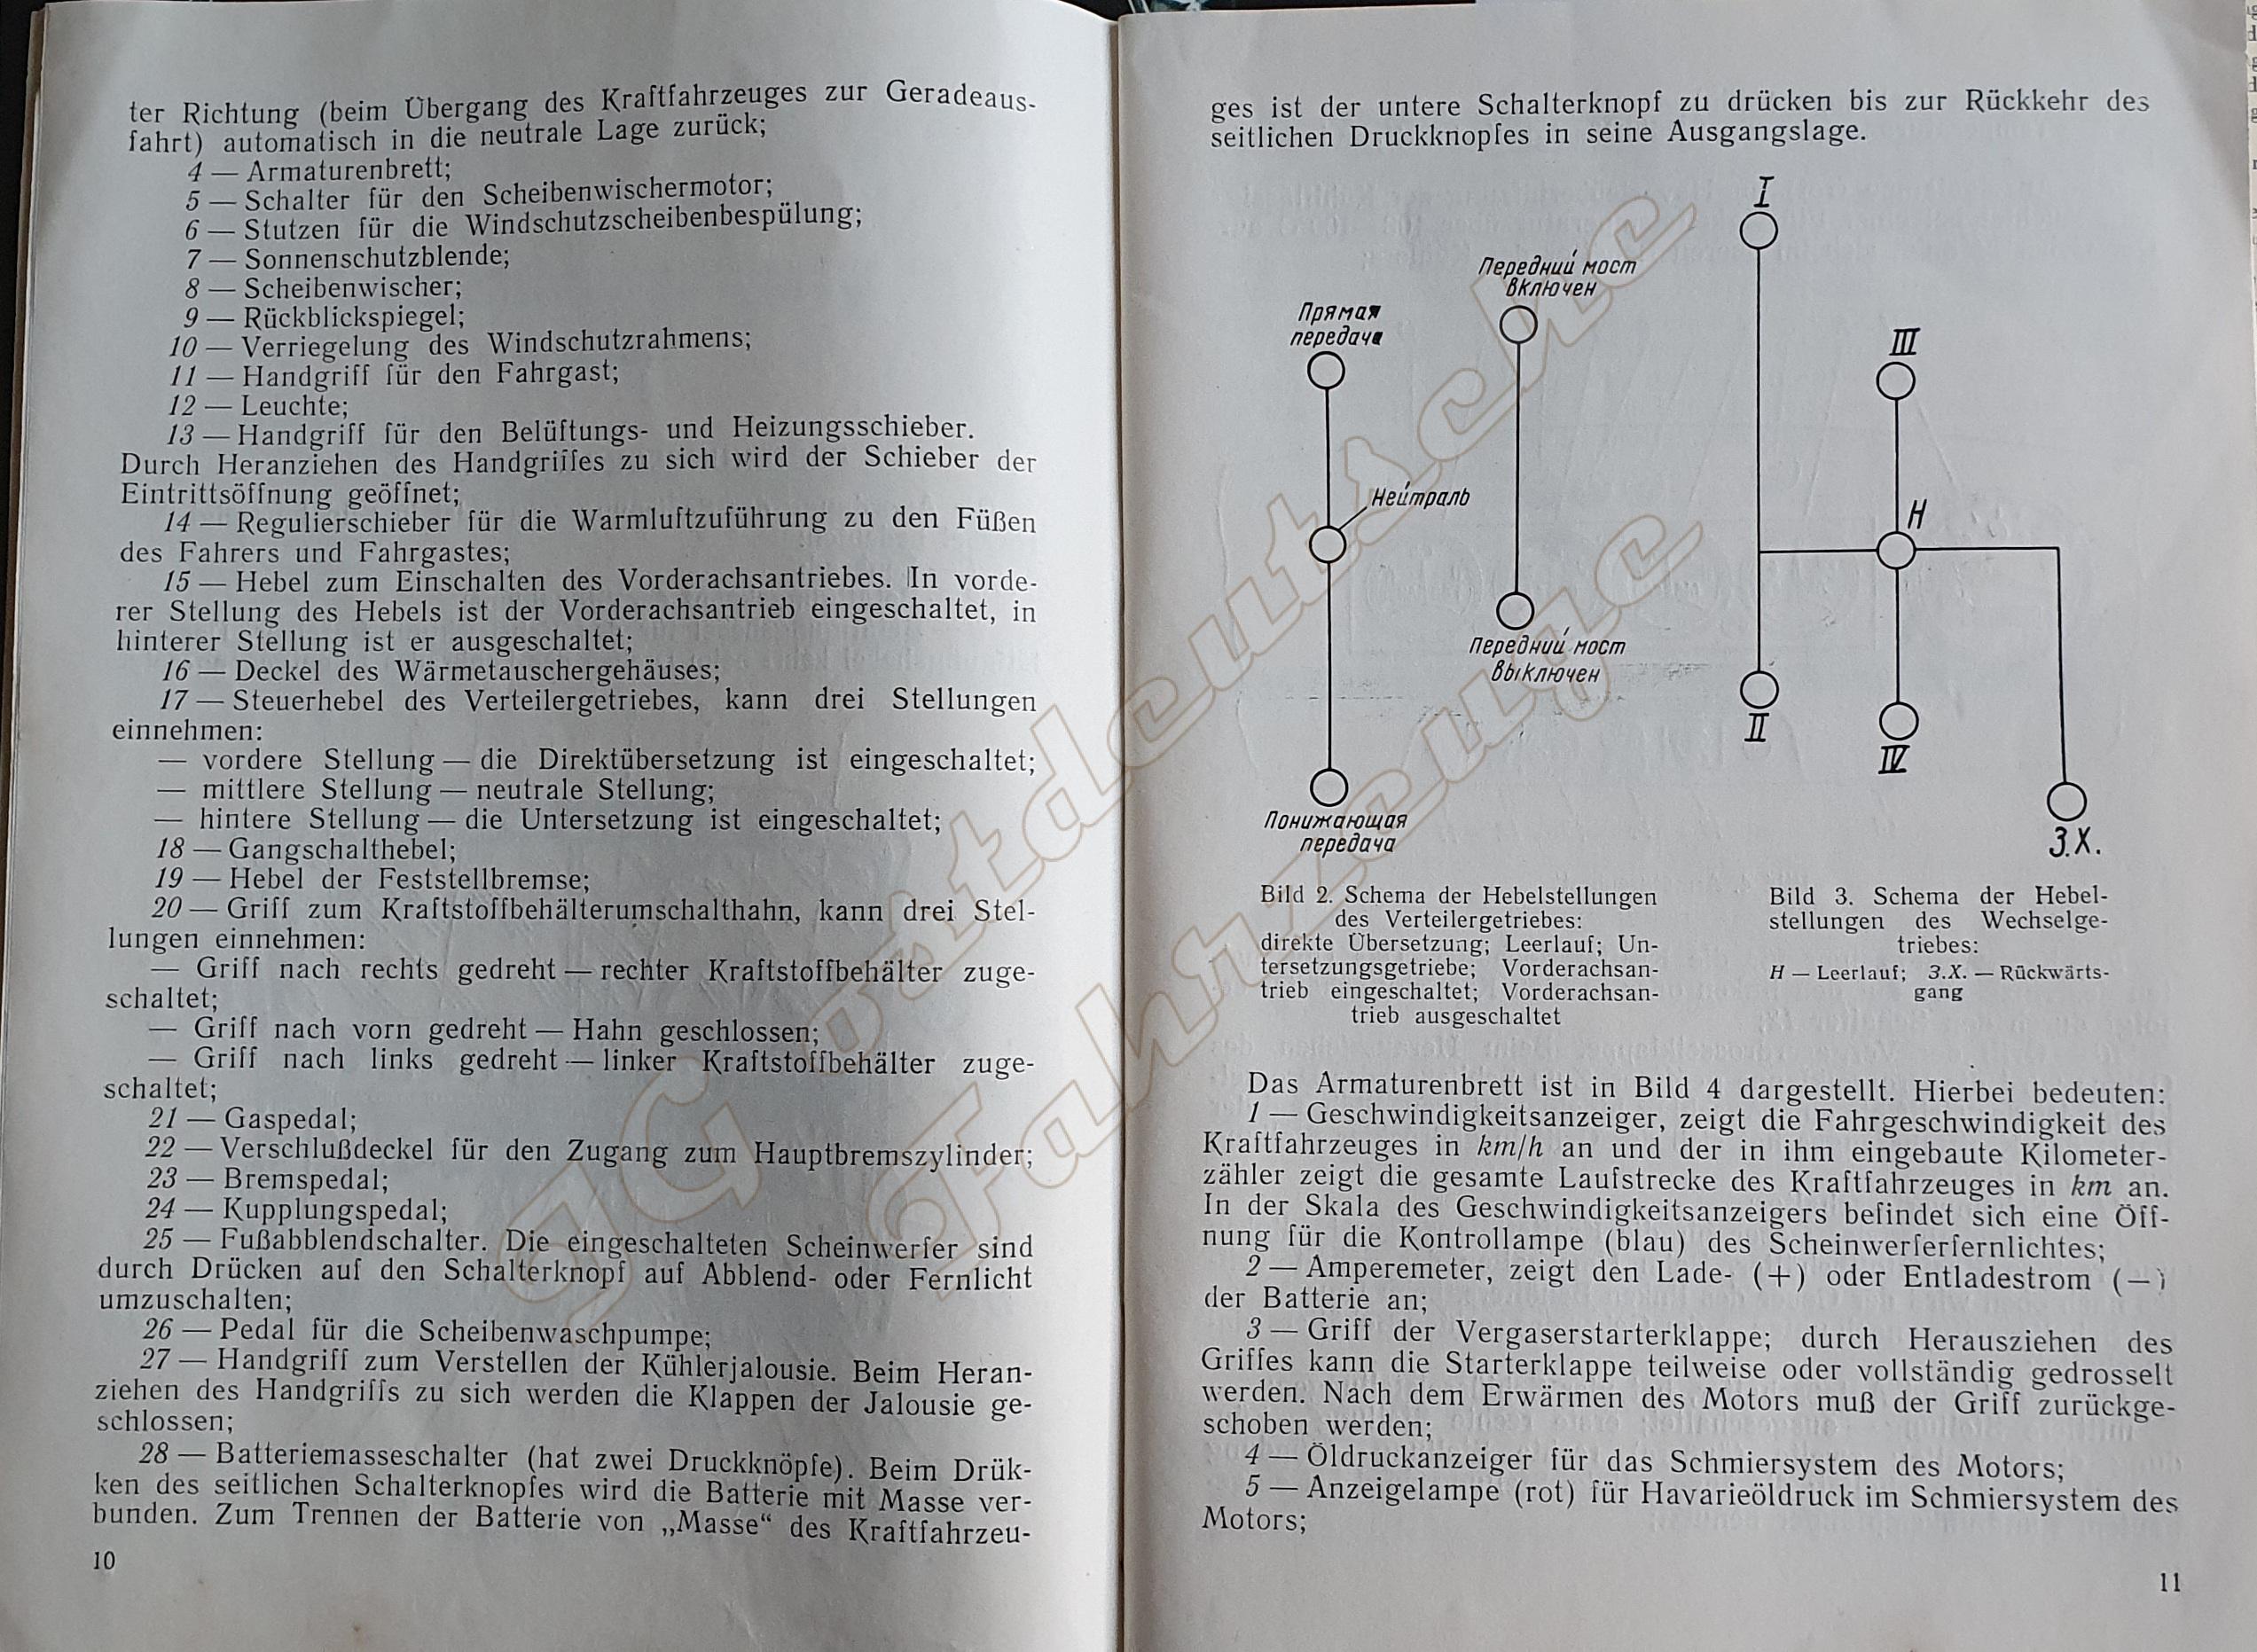 ter Richtung (beim Übergang des Kraftfahrzeuges zur Geradeaus-
fahrt) automatisch in die neutrale Lage zurück;
4 — Armaturenbrett;
5 — Schalter für den Scheibenwischermotor;
6 — Stutzen für die Windschutzscheibenbespülung;
7 — Sonnenschutzblende;
8 — Scheibenwischer;
9 — Rückblickspiegel;
10 — Verriegelung des Windschutzrahmens;
11 — Handgriff für den Fahrgast;
12 — Leuchte;
13 — Handgriff für den Belüftungs- und Heizungsschieber.
Durch Heranziehen des Handgriffes zu sich wird der Schieber der
Eintrittsöffnung geöffnet;
14 — Regulierschieber für die Warmluftzuführung zu den Füßen
des Fahrers und Fahrgastes;
15 — Hebel zum Einschalten des Vorderachsantriebes. In vorde-
rer Stellung des Hebels ist der Vorderachsantrieb eingeschaltet, in
hinterer Stellung ist er ausgeschaltet;
16 — Deckel des Wärmetauschergehäuses;
17 — Steuerhebel des Verteilergetriebes, kann drei Stellungen
einnehmen:
— vordere Stellung — die Direktübersetzung ist eingeschaltet;
— mittlere Stellung — neutrale Stellung;
— hintere Stellung — die Untersetzung ist eingeschaltet;
18 — Gangschalthebel;
19 — Hebel der Feststellbremse;
20 — Griff zum Kraftstoffbehälterumschalthahn, kann drei Stel-
lungen einnehmen:
— Griff nach rechts gedreht — rechter Kraftstoffbehälter zuge-
schaltet;
— Griff nach vorn gedreht — Hahn geschlossen;
— Griff nach links gedreht — linker Kraftstoffbehälter zuge-
schaltet;
21 — Gaspedal;
22 — Verschlußdeckel für den Zugang zum Hauptbremszylinder;
23 — Bremspedal;
24 — Kupplungspedal;
25 — Fußabblendschalter. Die eingeschalteten Scheinwerfer sind
durch Drücken auf den Schalterknopf auf Abblend- oder Fernlicht
umzuschalten;
26 — Pedal für die Scheibenwaschpumpe;
27 — Handgriff zum Verstellen der Kühlerjalousie. Beim Heran-
ziehen des Handgriffs zu sich werden die Klappen der Jalousie ge-
schlossen;
28 — Batteriemasseschalter (hat zwei Druckknöpfe). Beim Drük-
ken des seitlichen Schalterknopfes wird die Batterie mit Masse ver-
bunden. Zum Trennen der Batterie von „Masse“ des Kraftfahrzeu-
10
ges ist der untere Schalterknopf zu drücken bis zur Rückkehr des
seitlichen Druckknopfes in seine Ausgangslage.
Прямая
передача
Нейтраль
Понижающая
передача
Передний мост
включен
Передний мост
выключен
I
II
III
H
IV
З.Х.
Bild 2. Schema der Hebelstellungen
des Verteilergetriebes:
direkte Übersetzung; Leerlauf; Un-
tersetzungsgetriebe; Vorderachsan-
trieb eingeschaltet; Vorderachsan-
trieb ausgeschaltet
Bild 3. Schema der Hebel-
stellungen des Wechselge-
triebes:
H — Leerlauf; З.Х. — Rückwärts-
gang
Das Armaturenbrett ist in Bild 4 dargestellt. Hierbei bedeuten:
1 — Geschwindigkeitsanzeiger, zeigt die Fahrgeschwindigkeit des
Kraftfahrzeuges in km/h an und der in ihm eingebaute Kilometer-
zähler zeigt die gesamte Laufstrecke des Kraftfahrzeuges in km an.
In der Skala des Geschwindigkeitsanzeigers befindet sich eine Öff-
nung für die Kontrollampe (blau) des Scheinwerferfernlichtes;
2 — Amperemeter, zeigt den Lade- (+) oder Entladestrom (—)
der Batterie an;
3 — Griff der Vergaserstarterklappe; durch Herausziehen des
Griffes kann die Starterklappe teilweise oder vollständig gedrosselt
werden. Nach dem Erwärmen des Motors muß der Griff zurückge-
schoben werden;
4 — Öldruckanzeiger für das Schmiersystem des Motors;
5 — Anzeigelampe (rot) für Havarieöldruck im Schmiersystem des
Motors;
11
IG ostdeutsche
Fahrzeuge